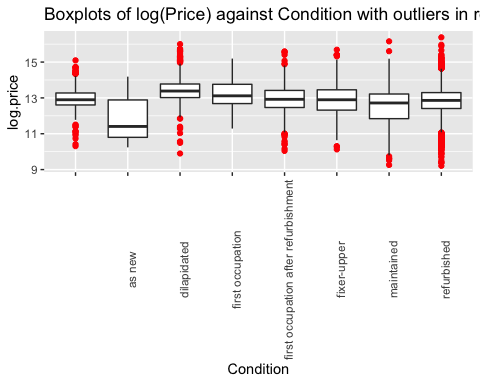 Boxplots of log(Price) against Condition with outliers in r
log.price
15
13
11
9
as new
dilapidated
first occupation
first occupation after refurbishment
fixer-upper
maintained
refurbished
Condition